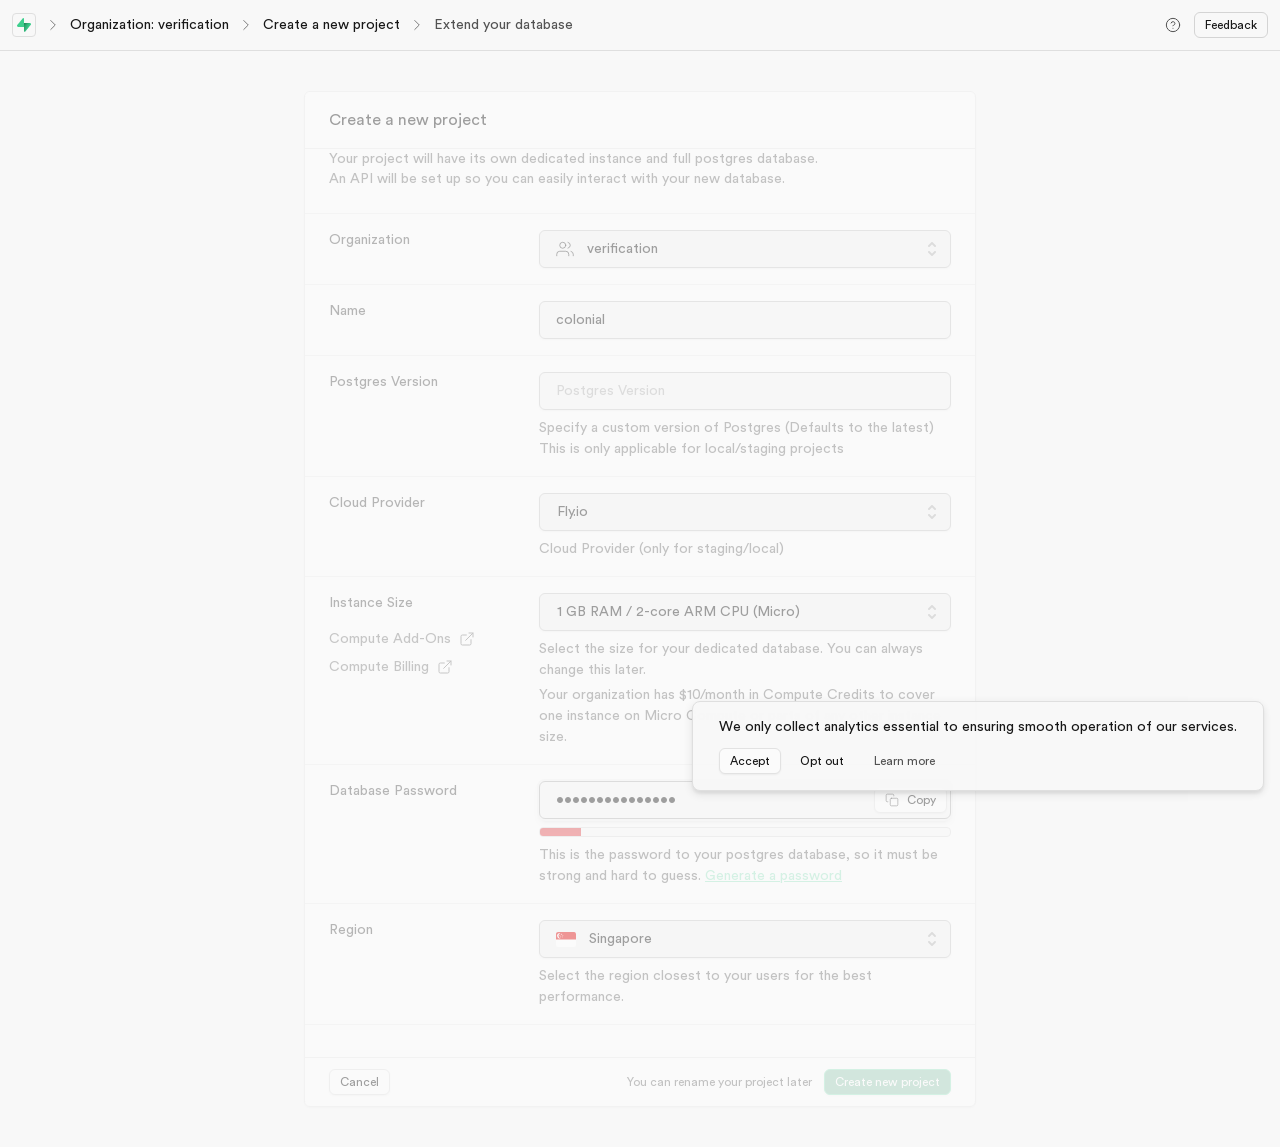 Organization: verification
Create a new project
Extend your database
Feedback
Create a new project
Your project will have its own dedicated instance and full postgres database.
An API will be set up so you can easily interact with your new database.
Organization
verification
Name
colonial
Postgres Version
Postgres Version
Specify a custom version of Postgres (Defaults to the latest)
This is only applicable for local/staging projects
Cloud Provider
Fly.io
Cloud Provider (only for staging/local)
Instance Size
1 GB RAM / 2-core ARM CPU (Micro)
Compute Add-Ons
Compute Billing
Select the size for your dedicated database. You can always
change this later.
Your organization has $10/month in Compute Credits to cover
one instance on Micro
size.
We only collect analytics essential to ensuring smooth operation of our services.
Accept
Opt out
Learn more
Database Password
•••••••••••••••
Copy
This is the password to your postgres database, so it must be
strong and hard to guess. Generate a password
Region
Singapore
Select the region closest to your users for the best
performance.
Cancel
You can rename your project later
Create new project